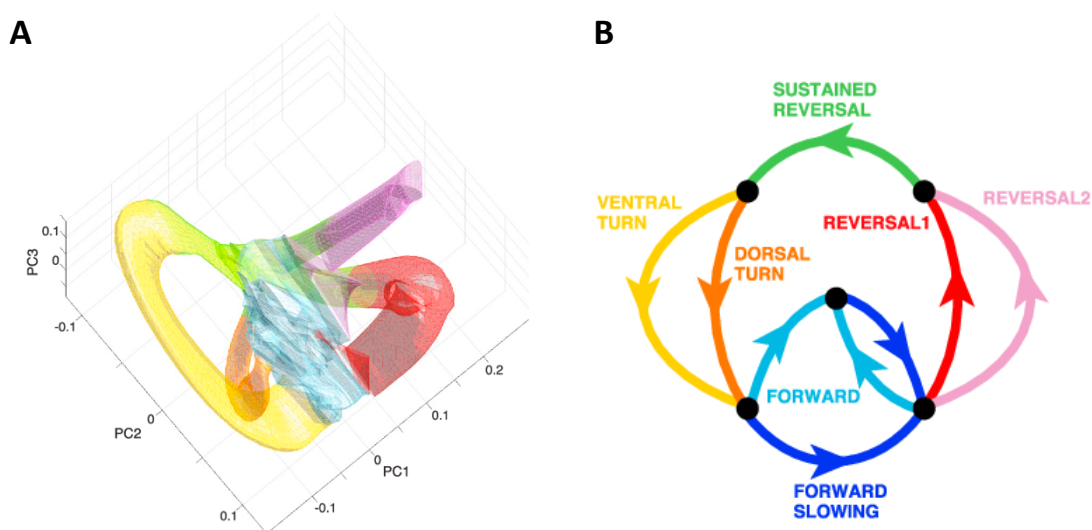 A
0.1
0
-0.1
PC3
-0.1
0
0.1
PC2
-0.1
0
0.1
0.2
PC1
B
SUSTAINED
REVERSAL
VENTRAL
TURN
DORSAL
TURN
REVERSAL1
REVERSAL2
FORWARD
FORWARD
SLOWING